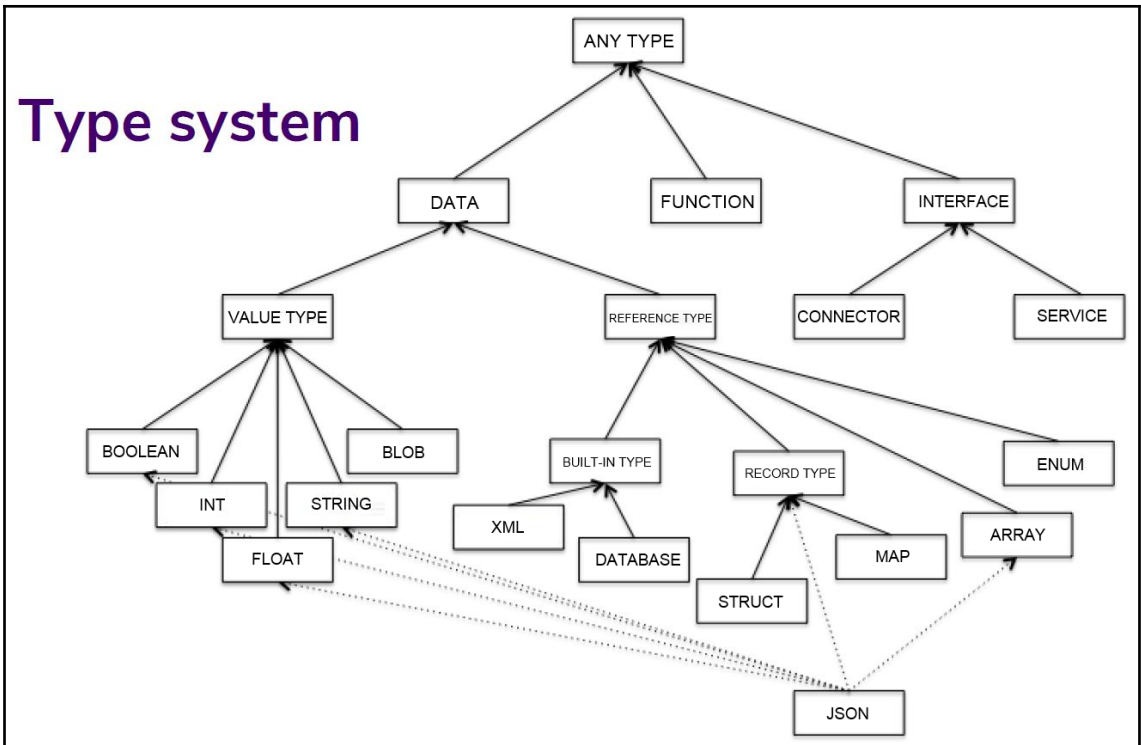 ANY TYPE
Type system
DATA
FUNCTION
INTERFACE
VALUE TYPE
REFERENCE TYPE
CONNECTOR
SERVICE
BOOLEAN
BLOB
BUILT-IN TYPE
RECORD TYPE
ENUM
INT
STRING
XML
ARRAY
FLOAT
DATABASE
MAP
STRUCT
JSON